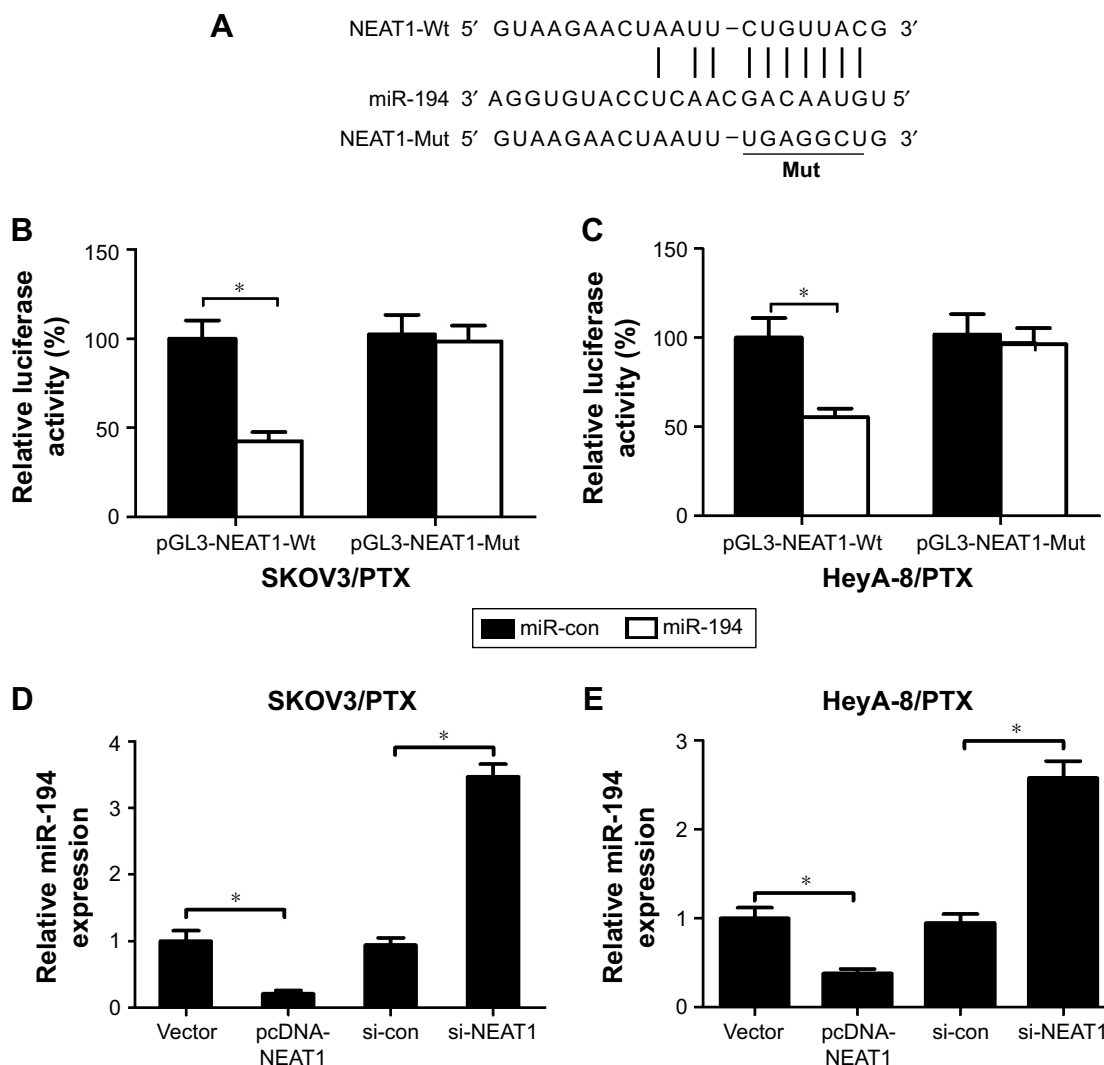 A
NEAT1-Wt 5′ GUAAGAACUAAUU –CUGUUACG 3′
miR-194 3′ AGGUGUACCUCAACGACAAUGU 5′
NEAT1-Mut 5′ GUAAGAACUAAUU –UGAGGCUG 3′
Mut
B
Relative luciferase activity (%)
150
100
50
0
*
pGL3-NEAT1-Wt pGL3-NEAT1-Mut
SKOV3/PTX
C
Relative luciferase activity (%)
150
100
50
0
*
pGL3-NEAT1-Wt pGL3-NEAT1-Mut
HeyA-8/PTX
miR-con miR-194
D
SKOV3/PTX
Relative miR-194 expression
4
3
2
1
0
*
*
Vector pcDNA-NEAT1 si-con si-NEAT1
E
HeyA-8/PTX
Relative miR-194 expression
3
2
1
0
*
*
Vector pcDNA-NEAT1 si-con si-NEAT1